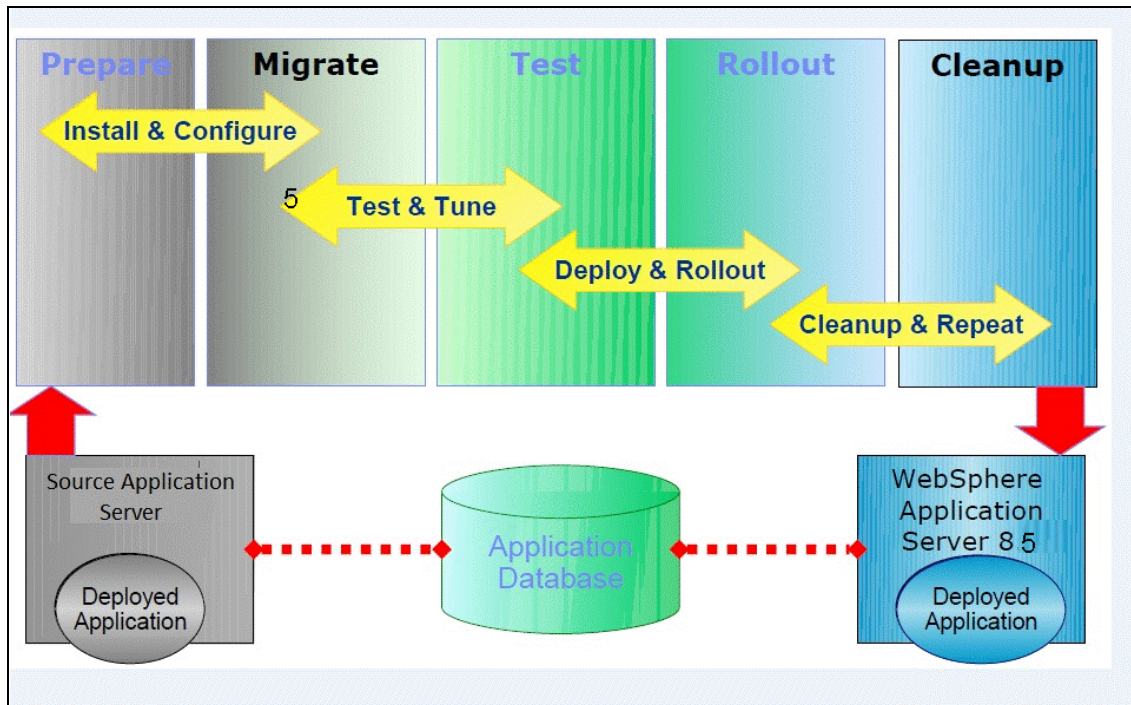 Prepare
Migrate
Test
Rollout
Cleanup
Install & Configure
5
Test & Tune
Deploy & Rollout
Cleanup & Repeat
Source Application
Server
Deployed
Application
Application
Database
WebSphere
Application
Server 8 5
Deployed
Application